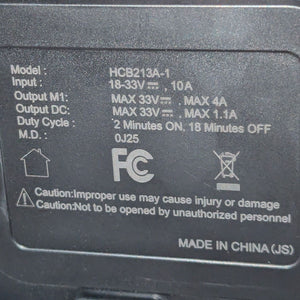 Model : HCB213A-1
Input : 18-33V⎓, 10A
Output M1: MAX 33V⎓, MAX 4A
Output DC: MAX 33V⎓, MAX 1.1A
Duty Cycle : 2 Minutes ON, 18 Minutes OFF
M.D. : 0J25
FC
Caution:Improper use may cause injury or damage
Caution:Not to be opened by unauthorized personnel
MADE IN CHINA(JS)